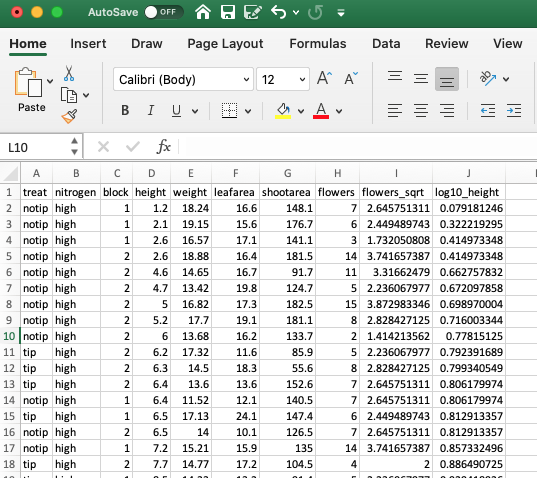 AutoSave OFF
Home Insert Draw Page Layout Formulas Data Review View
Paste Calibri (Body) 12 A A
B I U A
L10 fx
A B C D E F G H I J
1 treat nitrogen block height weight leafarea shootarea flowers flowers_sqrt log10_height
2 notip high 1 1.2 18.24 16.6 148.1 7 2.645751311 0.079181246
3 notip high 1 2.1 19.15 15.6 176.7 6 2.449489743 0.322219295
4 notip high 1 2.6 16.57 17.1 141.1 3 1.732050808 0.414973348
5 notip high 2 2.6 18.88 16.4 181.5 14 3.741657387 0.414973348
6 notip high 2 4.6 14.65 16.7 91.7 11 3.31662479 0.662757832
7 notip high 2 4.7 13.42 19.8 124.7 5 2.236067977 0.672097858
8 notip high 2 5 16.82 17.3 182.5 15 3.872983346 0.698970004
9 notip high 2 5.2 17.7 19.1 181.1 8 2.828427125 0.716003344
10 notip high 2 6 13.68 16.2 133.7 2 1.414213562 0.77815125
11 tip high 2 6.2 17.32 11.6 85.9 5 2.236067977 0.792391689
12 tip high 2 6.3 14.5 18.3 55.6 8 2.828427125 0.799340549
13 tip high 2 6.4 13.6 13.6 152.6 7 2.645751311 0.806179974
14 notip high 1 6.4 11.52 12.1 140.5 7 2.645751311 0.806179974
15 tip high 1 6.5 17.13 24.1 147.4 6 2.449489743 0.812913357
16 notip high 2 6.5 14 10.1 126.5 7 2.645751311 0.812913357
17 notip high 1 7.2 15.21 15.9 135 14 3.741657387 0.857332496
18 tip high 2 7.7 14.77 17.2 104.5 4 2 0.886490725